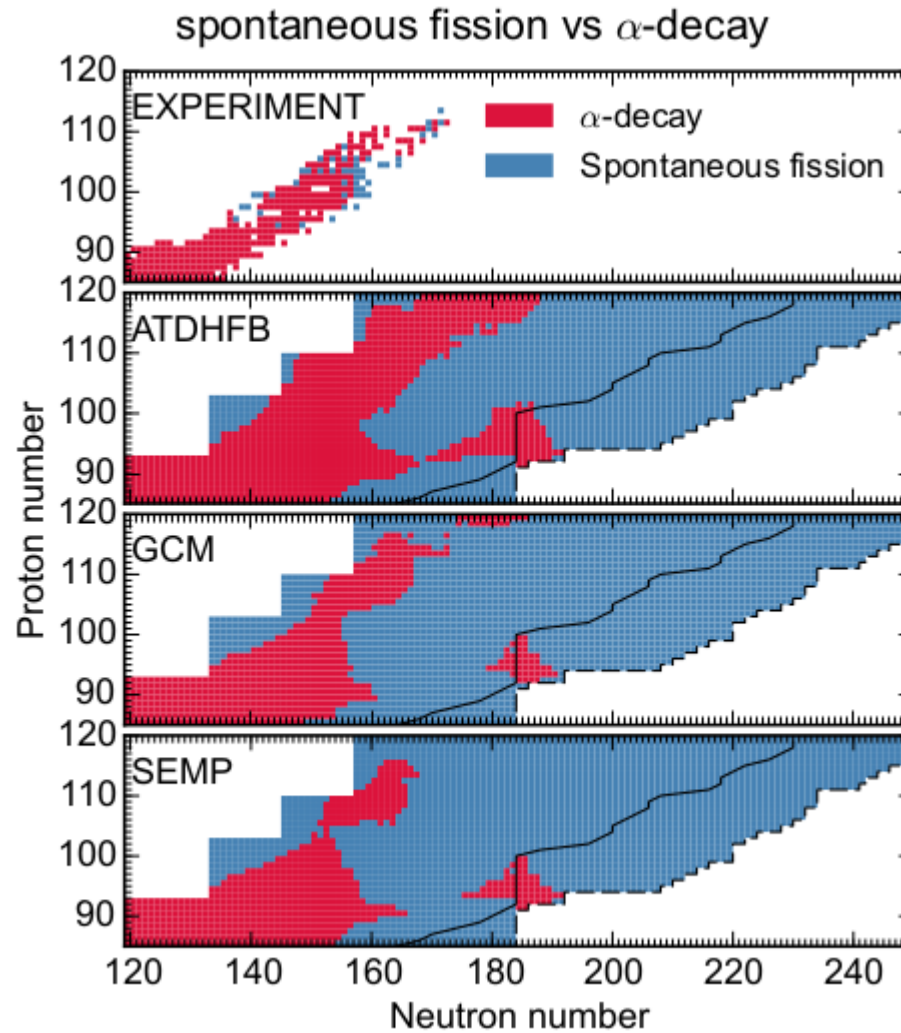 spontaneous fission vs α-decay
120
EXPERIMENT
α-decay
110
Spontaneous fission
100
90
120
ATDHFB
110
100
90
120
GCM
110
100
90
120
SEMP
110
100
90
120 140 160 180 200 220 240
Neutron number
Proton number